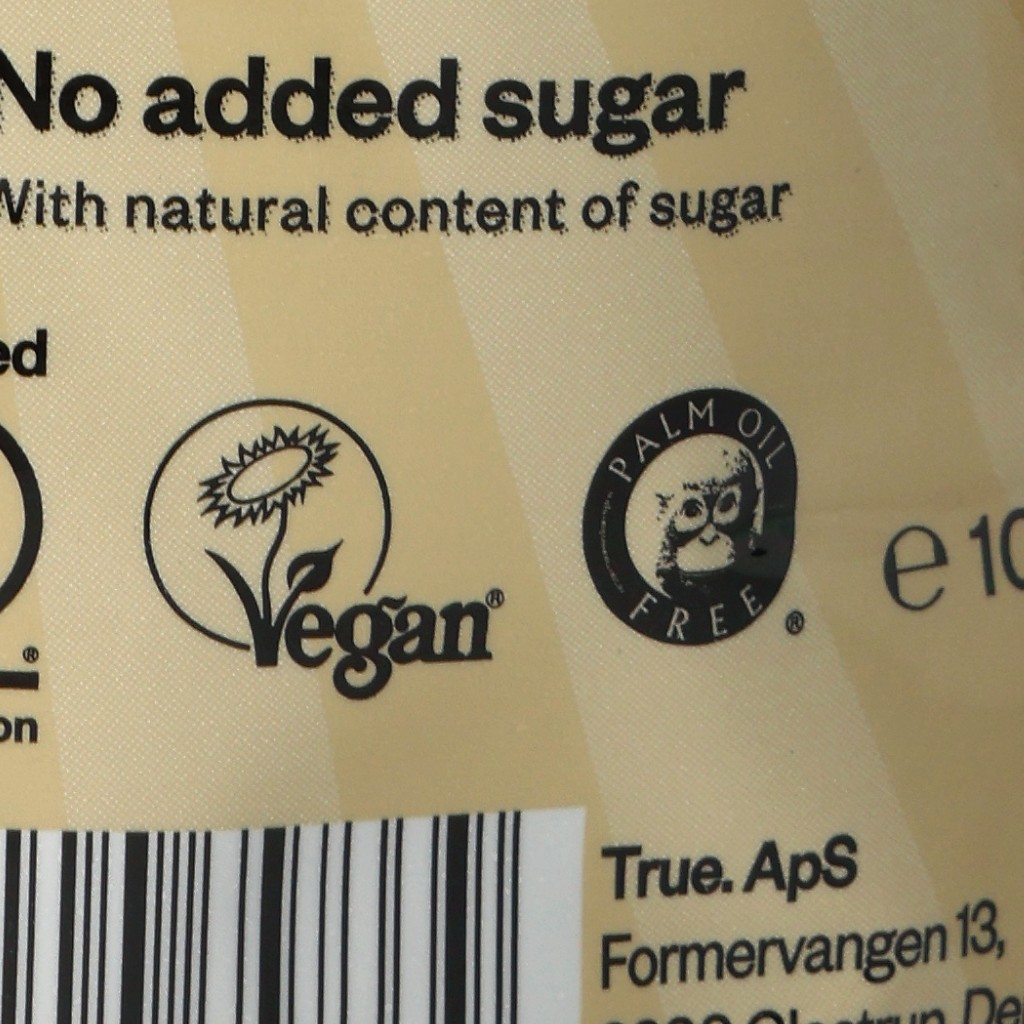 No added sugar
With natural content of sugar
ed
PALM OIL
FREE
®
Vegan®
e 10
®
on
True. ApS
Formervangen 13,